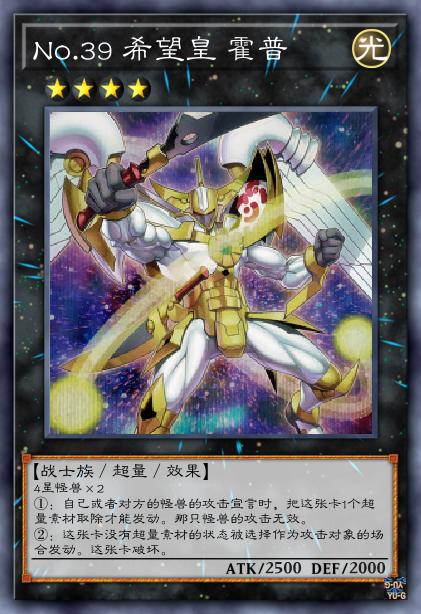 No.39 希望皇 霍普
光
【战士族／超量／效果】
4星怪兽×2
①：自己或者对方的怪兽的攻击宣言时，把这张卡1个超
量素材取除才能发动。那只怪兽的攻击无效。
②：这张卡没有超量素材的状态被选择作为攻击对象的场
合发动。这张卡破坏。
ATK/2500 DEF/2000